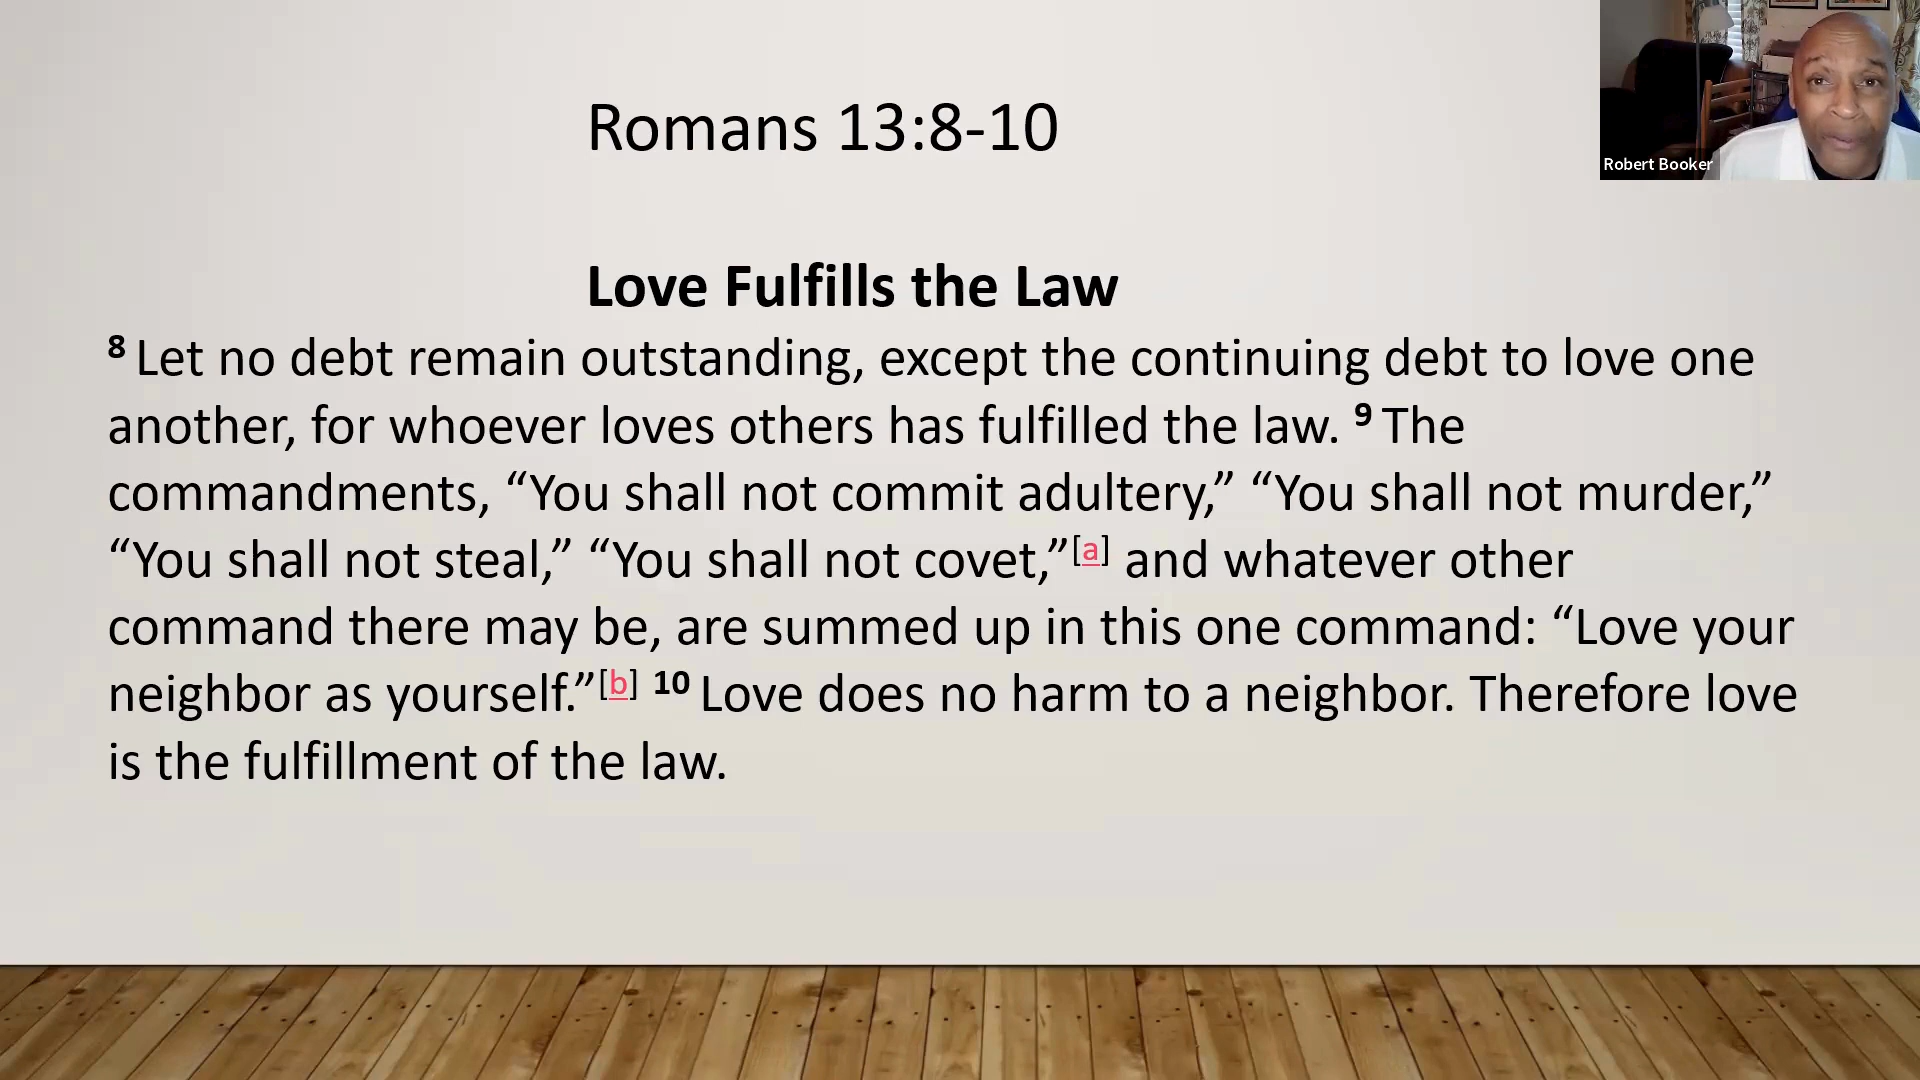 Romans 13:8-10
Robert Booker
Love Fulfills the Law
8 Let no debt remain outstanding, except the continuing debt to love one
another, for whoever loves others has fulfilled the law. 9 The
commandments, “You shall not commit adultery,” “You shall not murder,”
“You shall not steal,” “You shall not covet,”[a] and whatever other
command there may be, are summed up in this one command: “Love your
neighbor as yourself.”[b] 10 Love does no harm to a neighbor. Therefore love
is the fulfillment of the law.